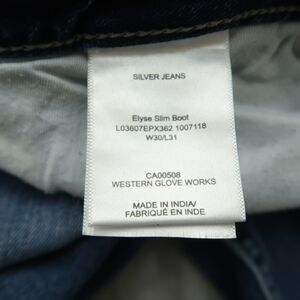 SILVER JEANS
Elyse Slim Boot
L03607EPX362 1007118
W30/L31
CA00508
WESTERN GLOVE WORKS
MADE IN INDIA/
FABRIQUÉ EN INDE